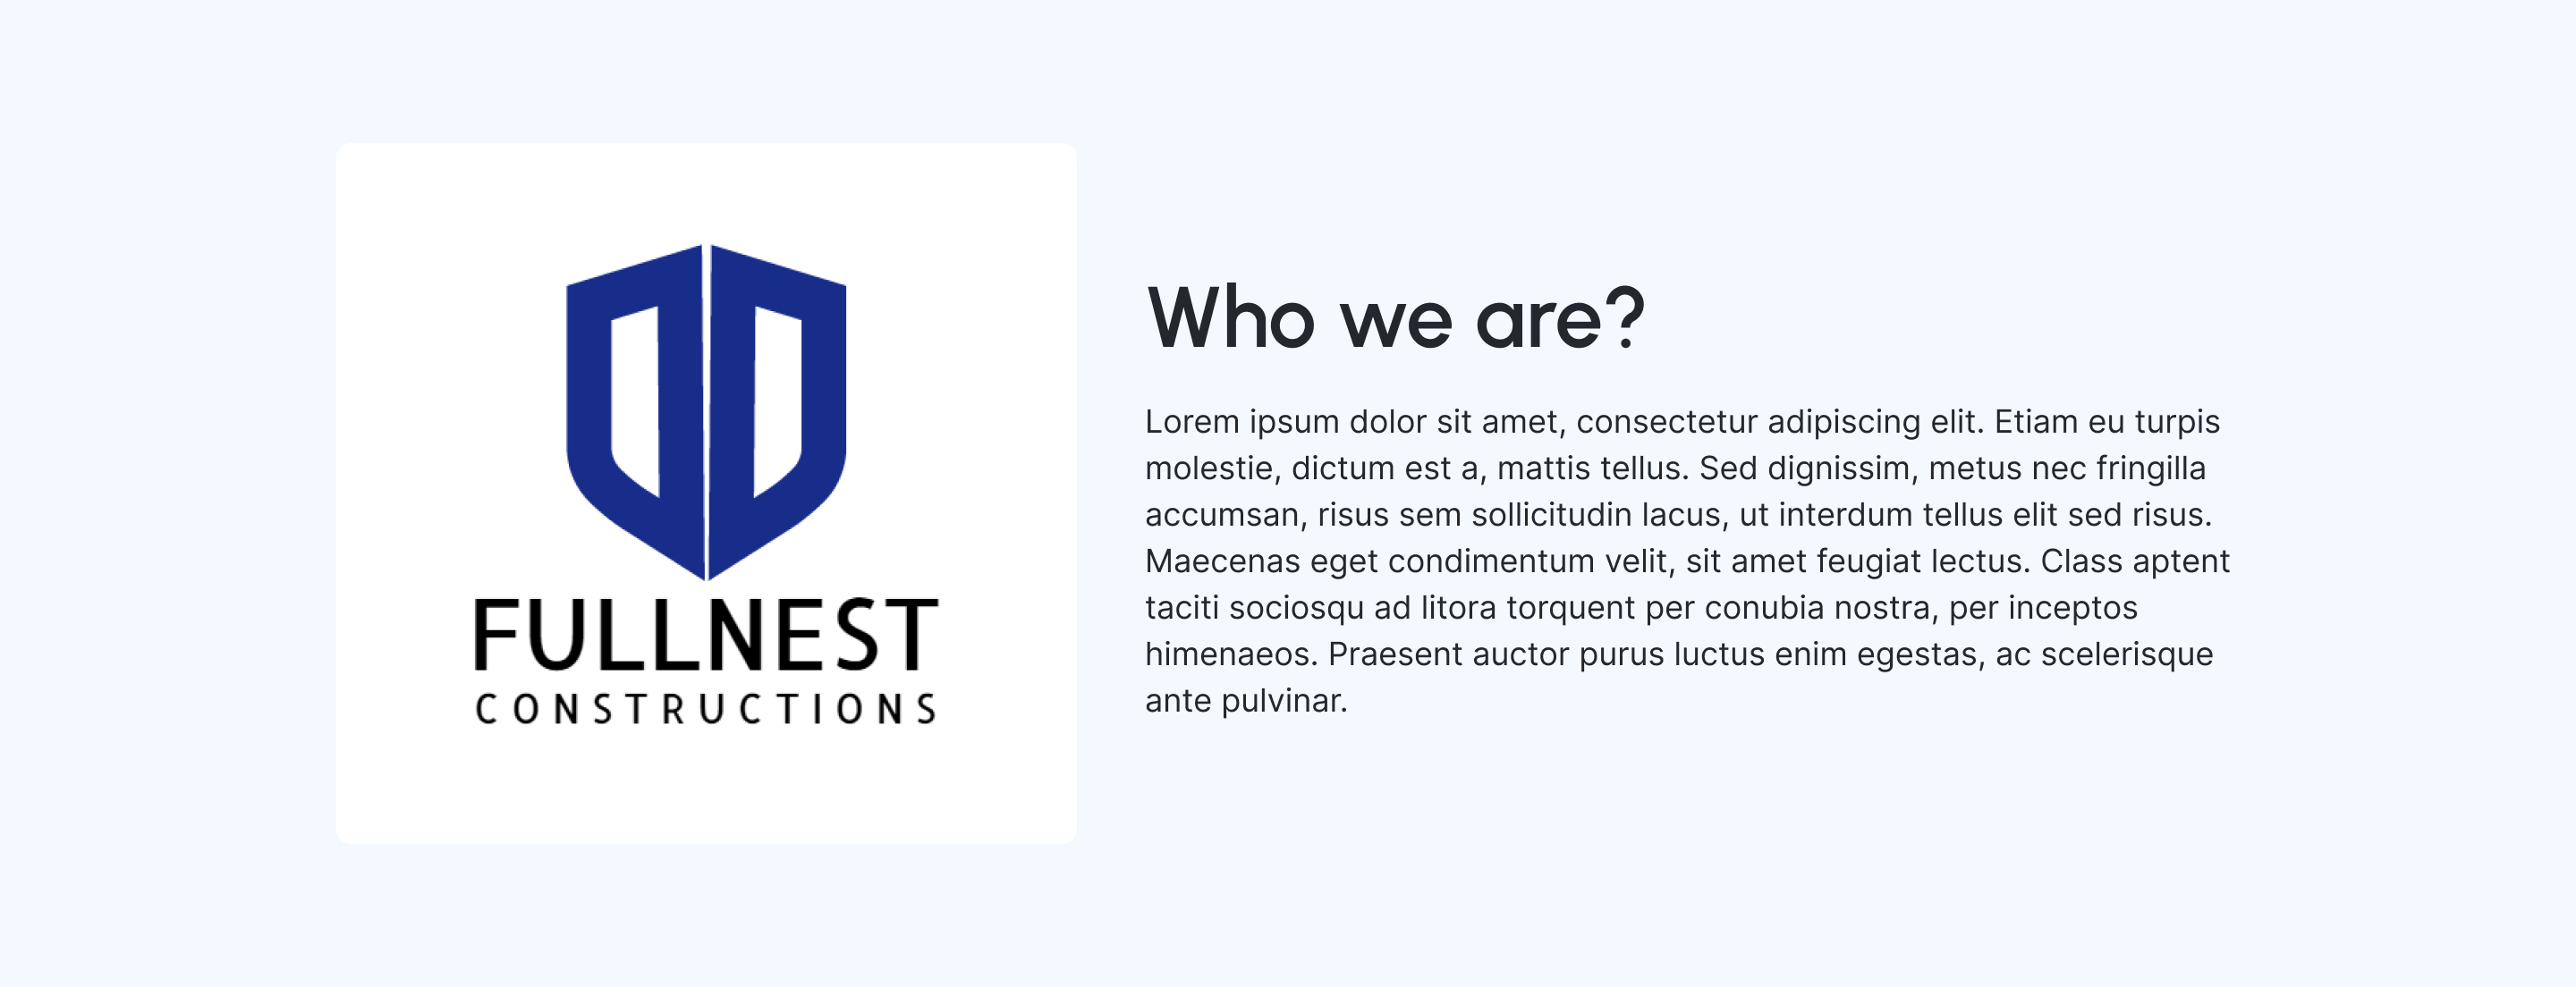 FULLNEST
CONSTRUCTIONS
Who we are?
Lorem ipsum dolor sit amet, consectetur adipiscing elit. Etiam eu turpis
molestie, dictum est a, mattis tellus. Sed dignissim, metus nec fringilla
accumsan, risus sem sollicitudin lacus, ut interdum tellus elit sed risus.
Maecenas eget condimentum velit, sit amet feugiat lectus. Class aptent
taciti sociosqu ad litora torquent per conubia nostra, per inceptos
himenaeos. Praesent auctor purus luctus enim egestas, ac scelerisque
ante pulvinar.